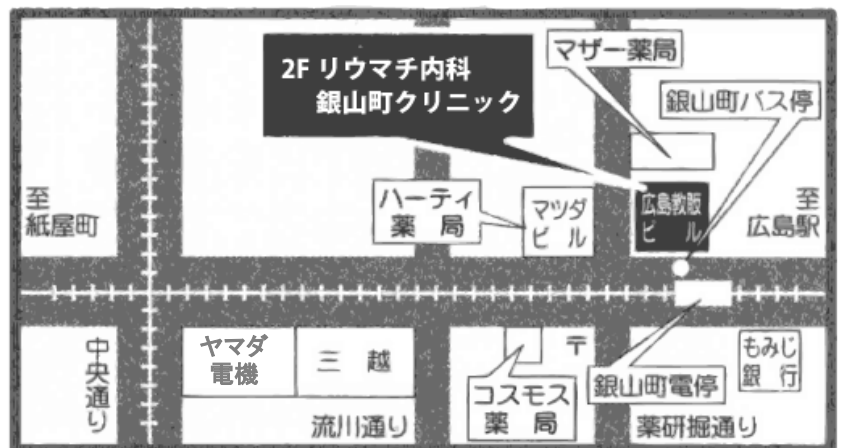 2F リウマチ内科
銀山町クリニック
マザー薬局
銀山町バス停
至
紙屋町
ハーティ
薬 局
マツダ
ビ ル
広島教販
ビ ル
至
広島駅
中央通り
ヤマダ
電機
三 越
流川通り
コスモス
薬 局
〒
銀山町電停
もみじ
銀 行
薬研掘通り